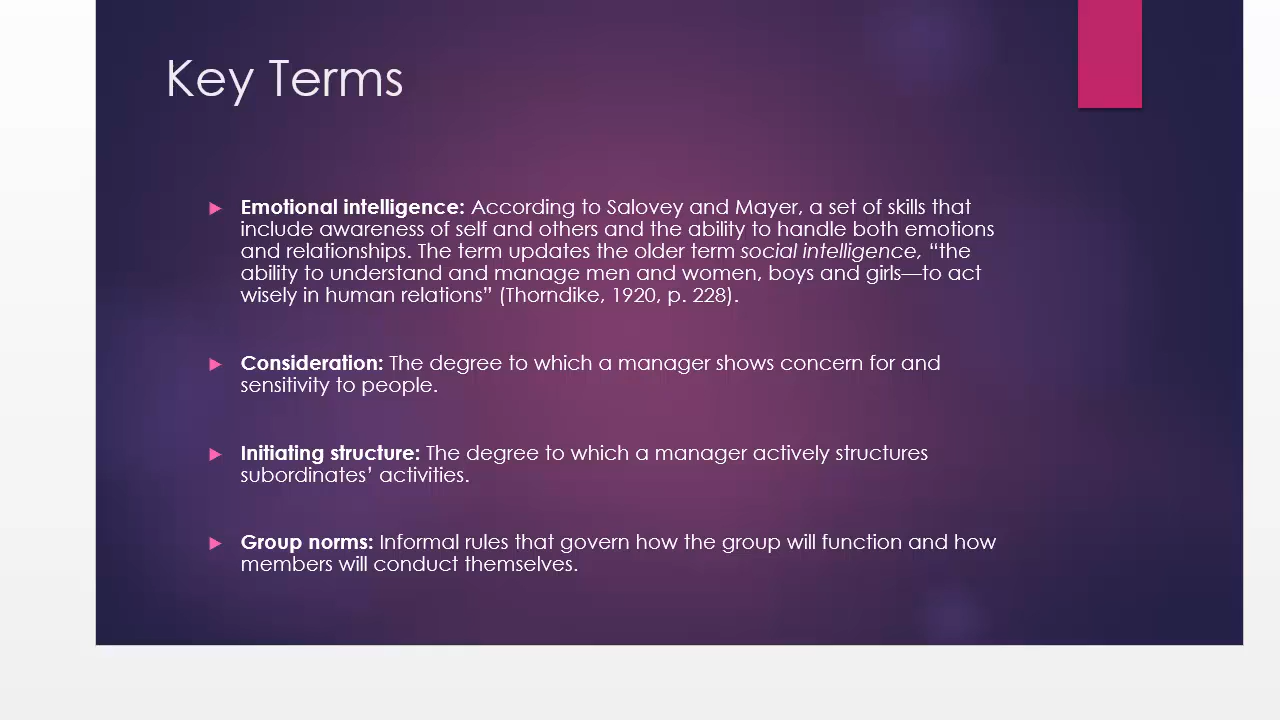 Key Terms
Emotional intelligence: According to Salovey and Mayer, a set of skills that
include awareness of self and others and the ability to handle both emotions
and relationships. The term updates the older term social intelligence, “the
ability to understand and manage men and women, boys and girls—to act
wisely in human relations” (Thorndike, 1920, p. 228).
Consideration: The degree to which a manager shows concern for and
sensitivity to people.
Initiating structure: The degree to which a manager actively structures
subordinates’ activities.
Group norms: Informal rules that govern how the group will function and how
members will conduct themselves.